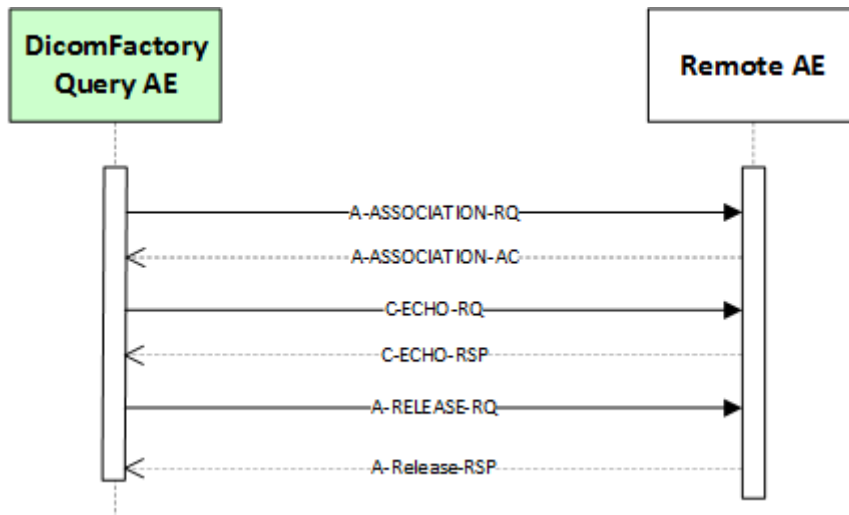 DicomFactory
Query AE
Remote AE
A-ASSOCIATION-RQ
A-ASSOCIATION-AC
C-ECHO-RQ
C-ECHO-RSP
A-RELEASE-RQ
A-Release-RSP